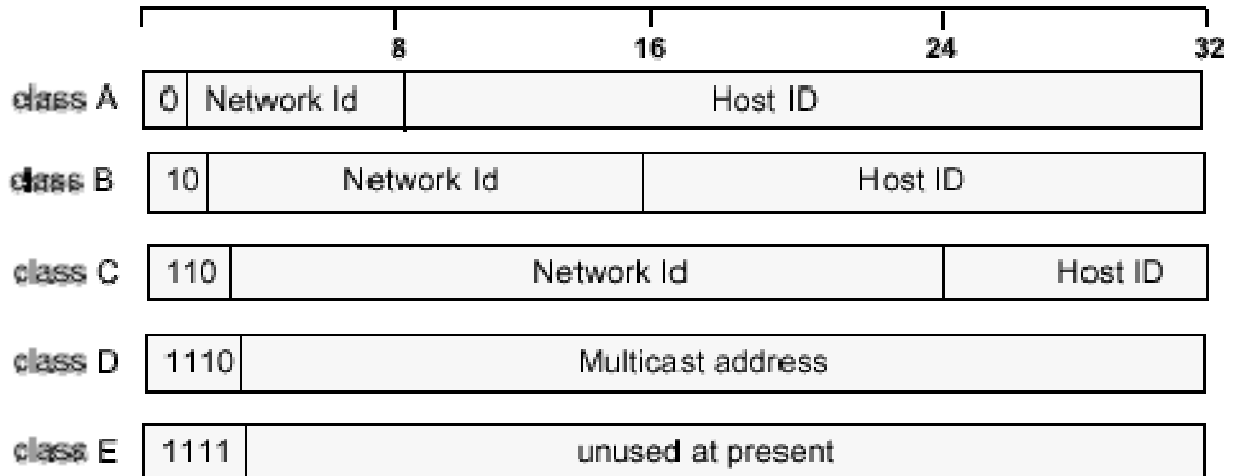 8 16 24 32
class A 0 Network Id Host ID
class B 10 Network Id Host ID
class C 110 Network Id Host ID
class D 1110 Multicast address
class E 1111 unused at present